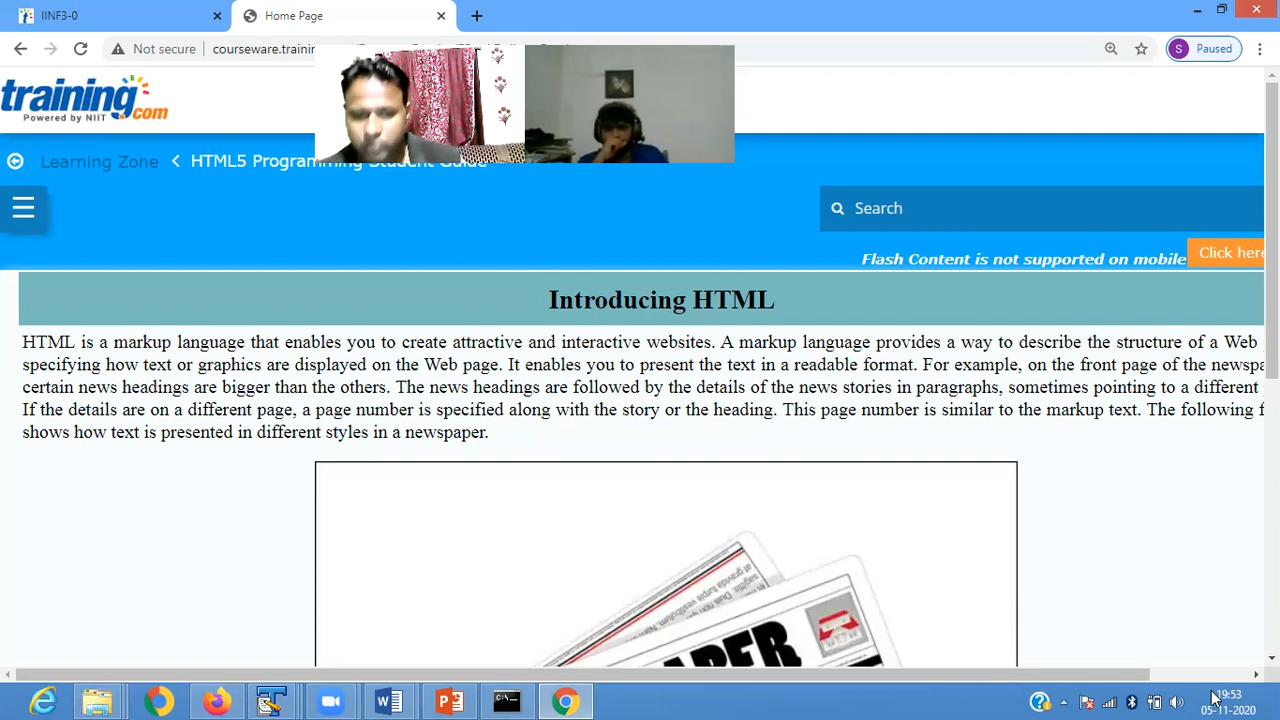 IINF3-0
Home Page
Not secure
courseware.trainin
Paused
training.com
Powered by NIIT
Learning Zone
HTML5 Programming Student Guide
Search
Flash Content is not supported on mobile
Click here
Introducing HTML
HTML is a markup language that enables you to create attractive and interactive websites. A markup language provides a way to describe the structure of a Web
specifying how text or graphics are displayed on the Web page. It enables you to present the text in a readable format. For example, on the front page of the newspa
certain news headings are bigger than the others. The news headings are followed by the details of the news stories in paragraphs, sometimes pointing to a different
If the details are on a different page, a page number is specified along with the story or the heading. This page number is similar to the markup text. The following f
shows how text is presented in different styles in a newspaper.
APER
19:53
05-11-2020